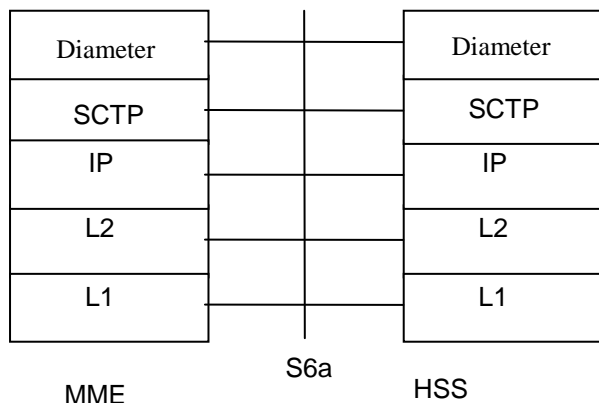 Diameter
SCTP
IP
L2
L1
Diameter
SCTP
IP
L2
L1
S6a
MME
HSS